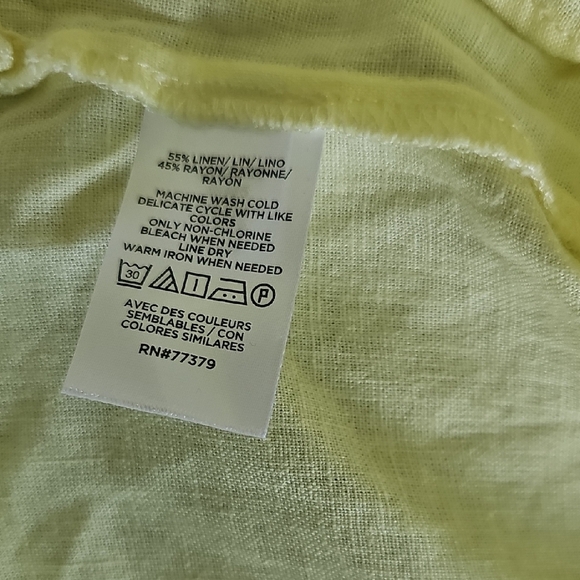 55% LINEN/ LIN/ LINO
45% RAYON/ RAYONNE/
RAYON
MACHINE WASH COLD
DELICATE CYCLE WITH LIKE
COLORS
ONLY NON-CHLORINE
BLEACH WHEN NEEDED
LINE DRY
WARM IRON WHEN NEEDED
30 P
AVEC DES COULEURS
SEMBLABLES / CON
COLORES SIMILARES
RN#77379